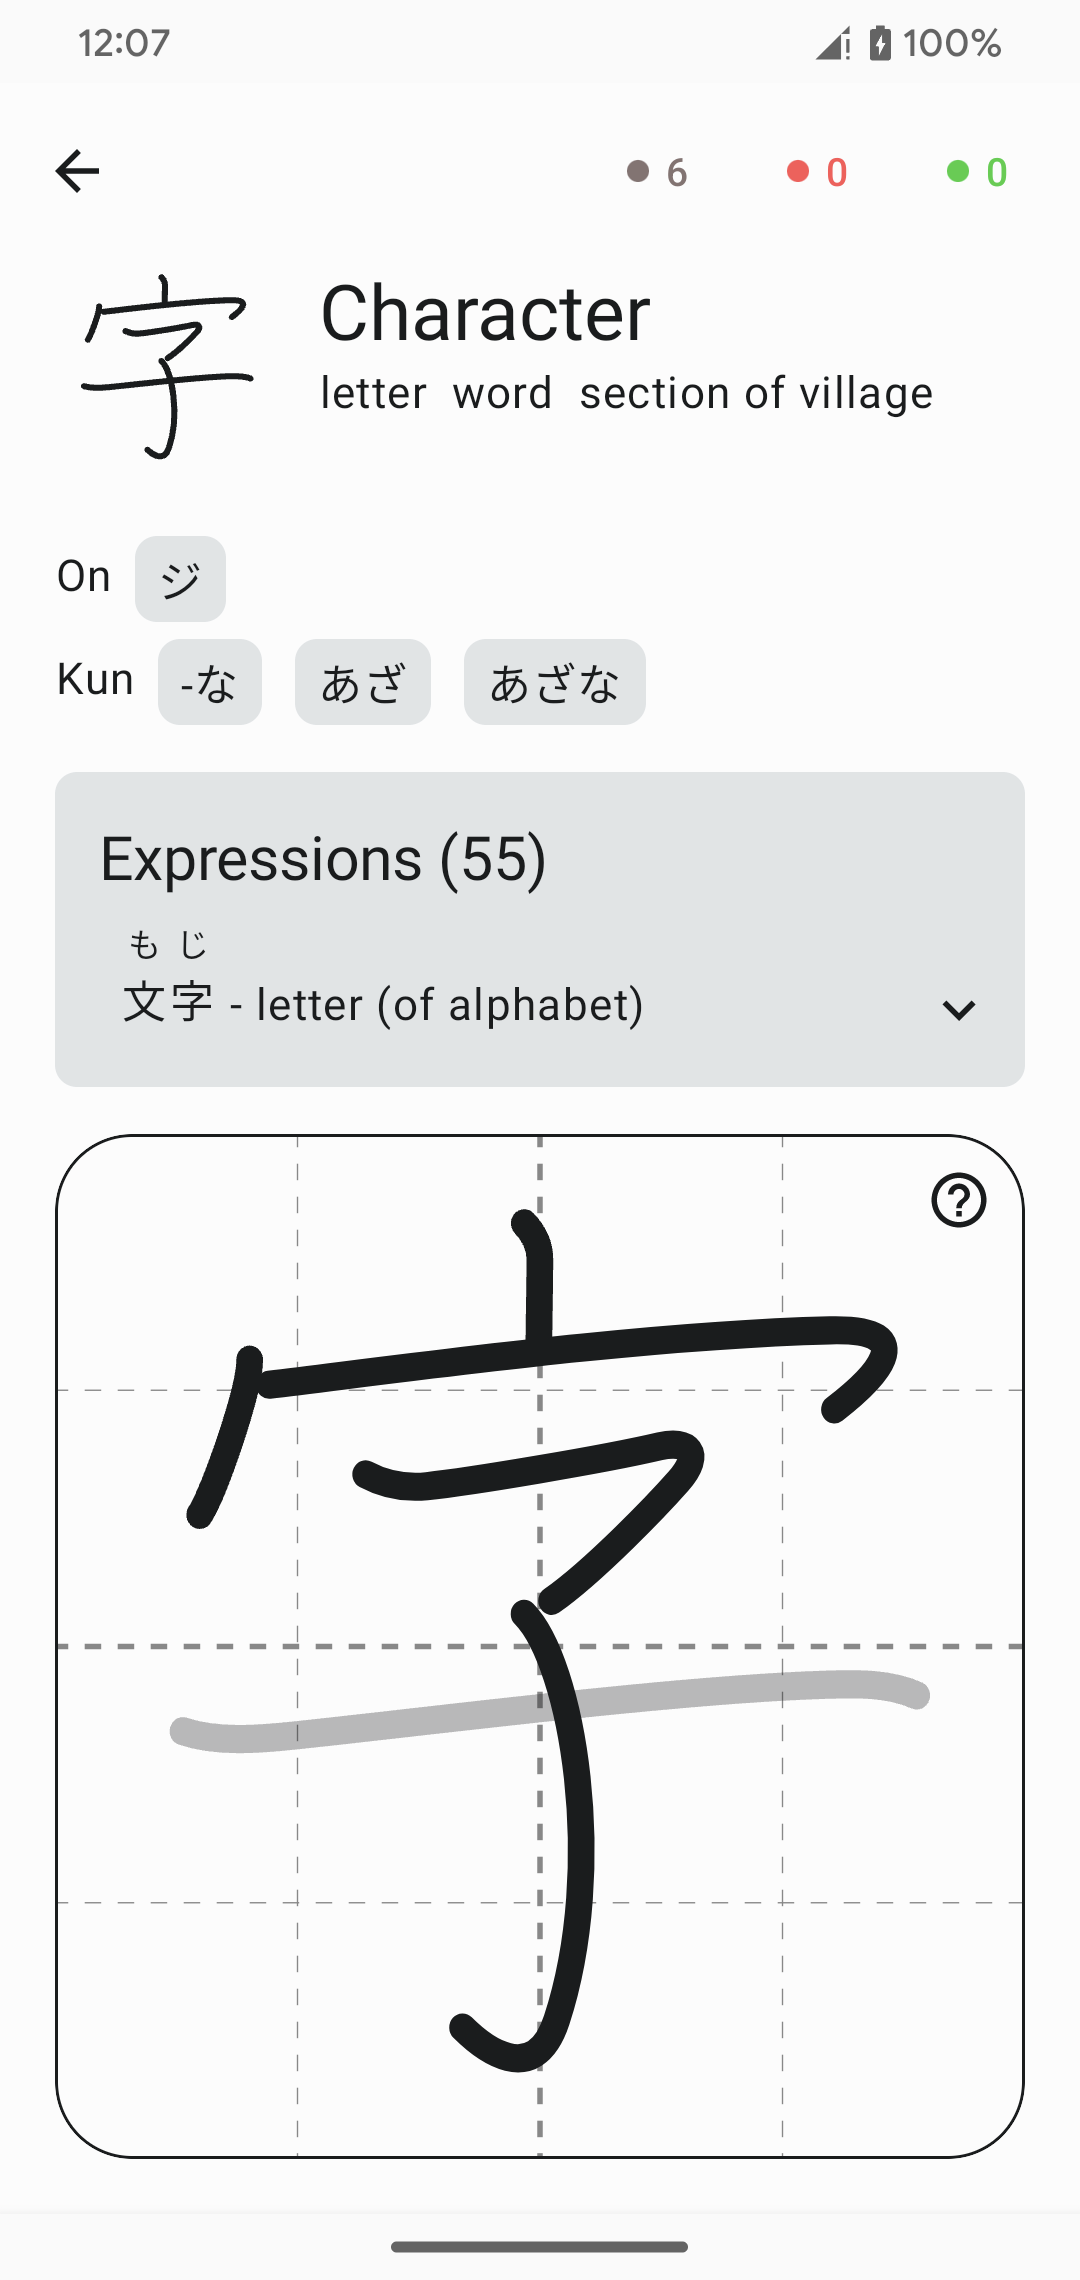 12:07 100%
6 0 0
字
Character
letter word section of village
On ジ
Kun -な あざ あざな
Expressions (55)
もじ
文字 - letter (of alphabet)
字